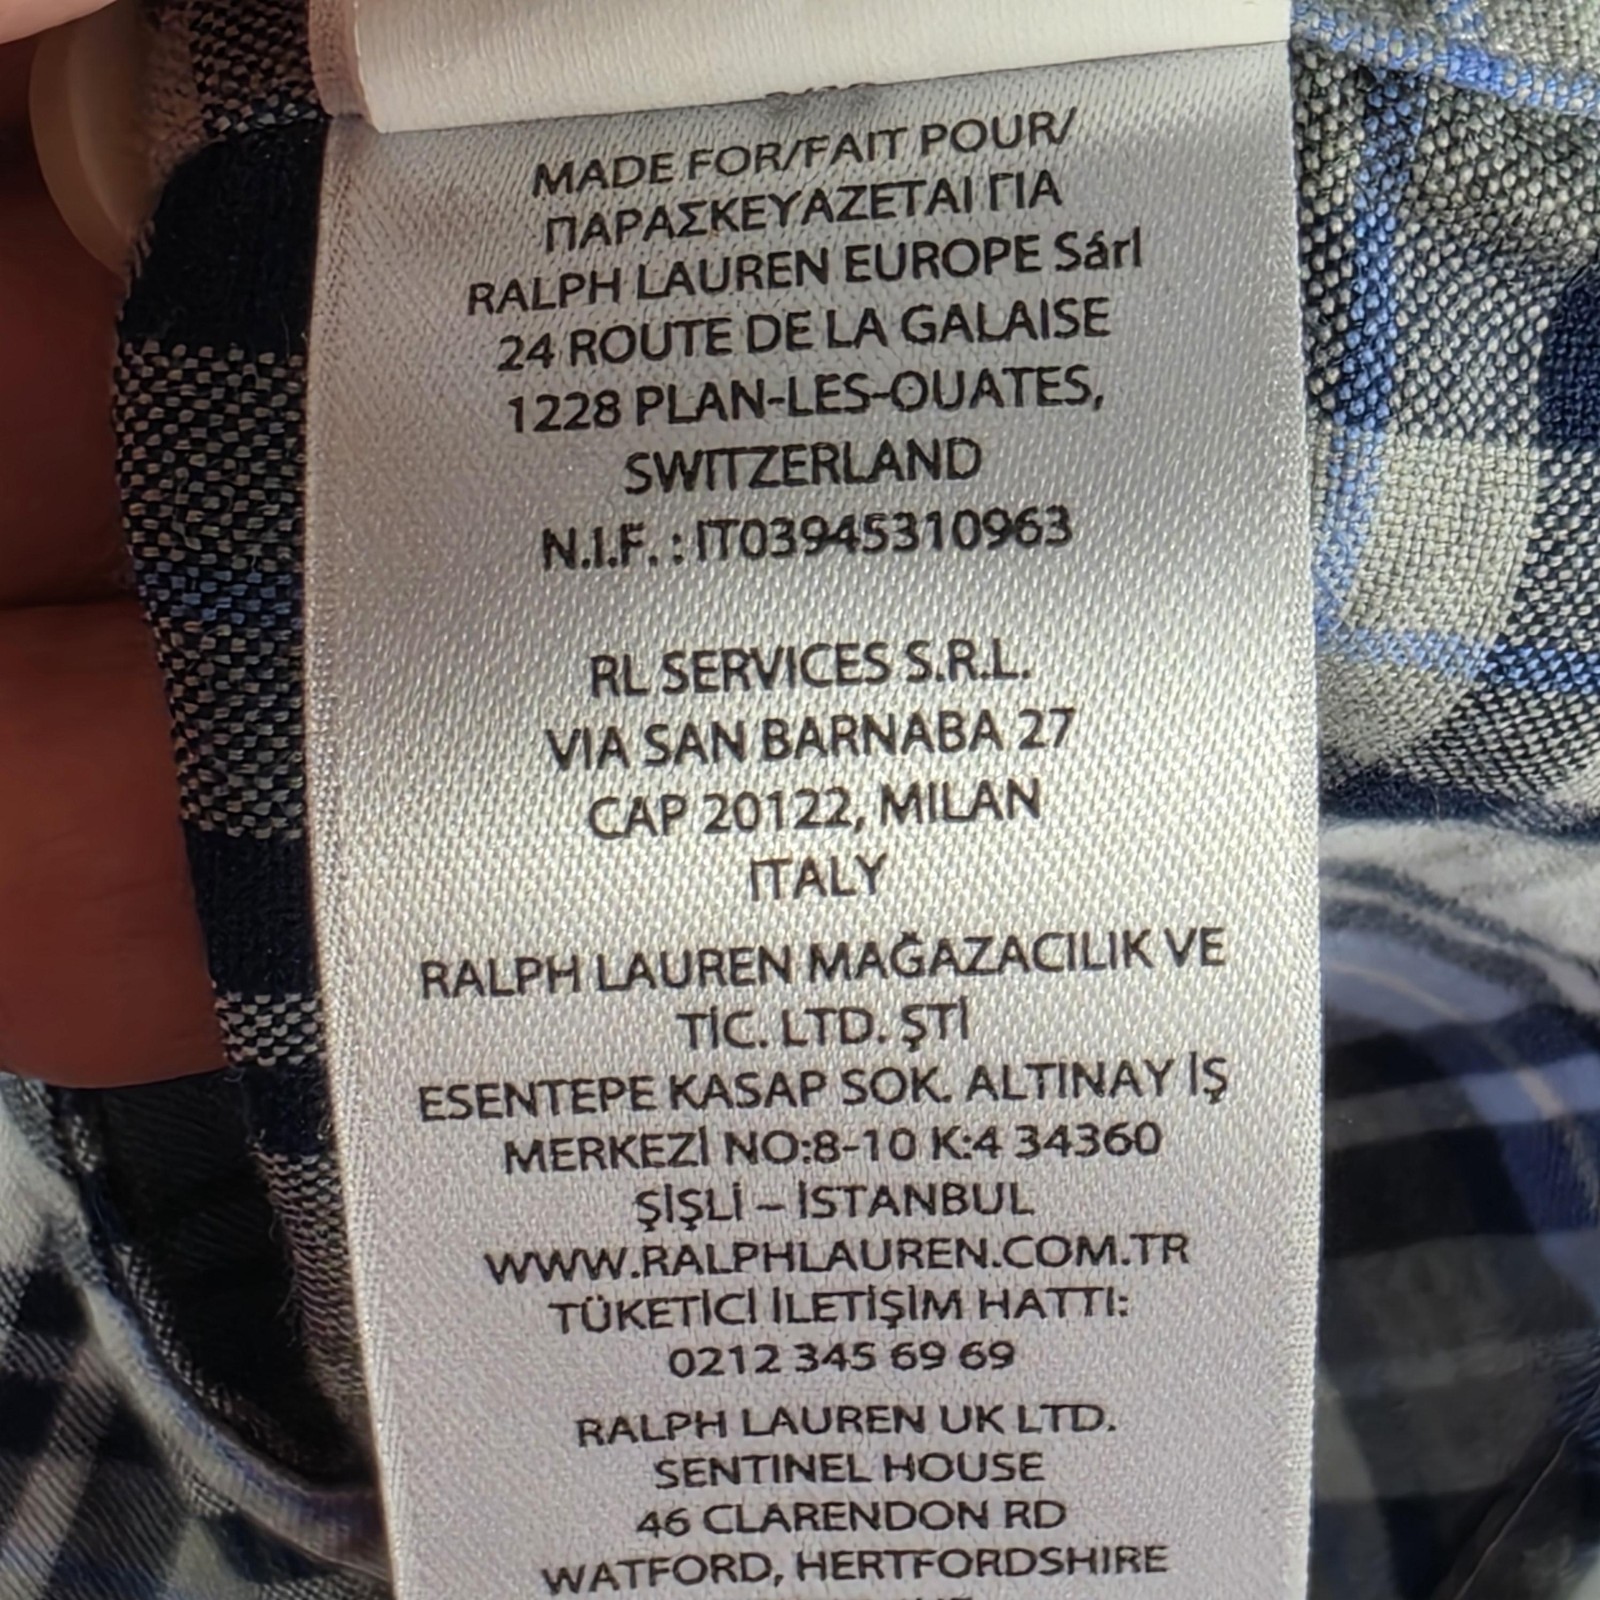 MADE FOR/FAIT POUR/
ΠΑΡΑΣΚΕΥΑΖΕΤΑΙ ΓΙΑ
RALPH LAUREN EUROPE Sárl
24 ROUTE DE LA GALAISE
1228 PLAN-LES-OUATES,
SWITZERLAND
N.I.F. : IT03945310963
RL SERVICES S.R.L.
VIA SAN BARNABA 27
CAP 20122, MILAN
ITALY
RALPH LAUREN MAĞAZACILIK VE
TİC. LTD. ŞTİ
ESENTEPE KASAP SOK. ALTINAY İŞ
MERKEZİ NO:8-10 K:4 34360
ŞİŞLİ – İSTANBUL
WWW.RALPHLAUREN.COM.TR
TÜKETİCİ İLETİŞİM HATTI:
0212 345 69 69
RALPH LAUREN UK LTD.
SENTINEL HOUSE
46 CLARENDON RD
WATFORD, HERTFORDSHIRE